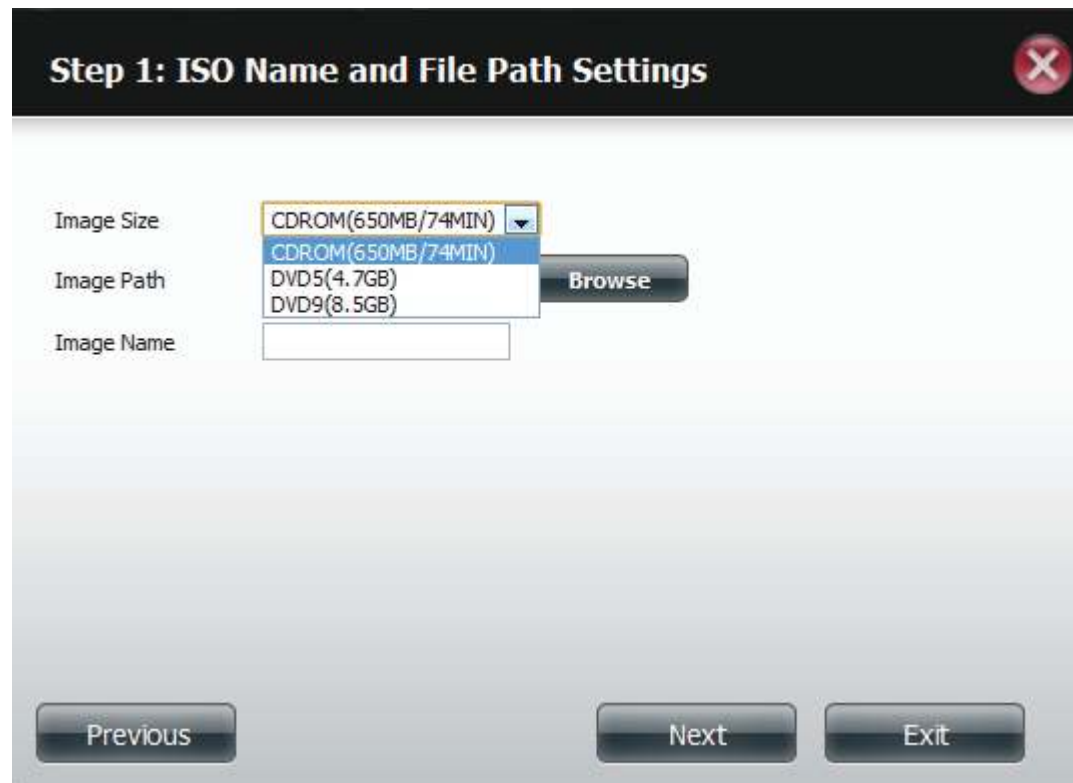 Step 1: ISO Name and File Path Settings
Image Size
CDROM(650MB/74MIN)
CDROM(650MB/74MIN)
DVD5(4.7GB)
DVD9(8.5GB)
Image Path
Browse
Image Name
Previous
Next
Exit